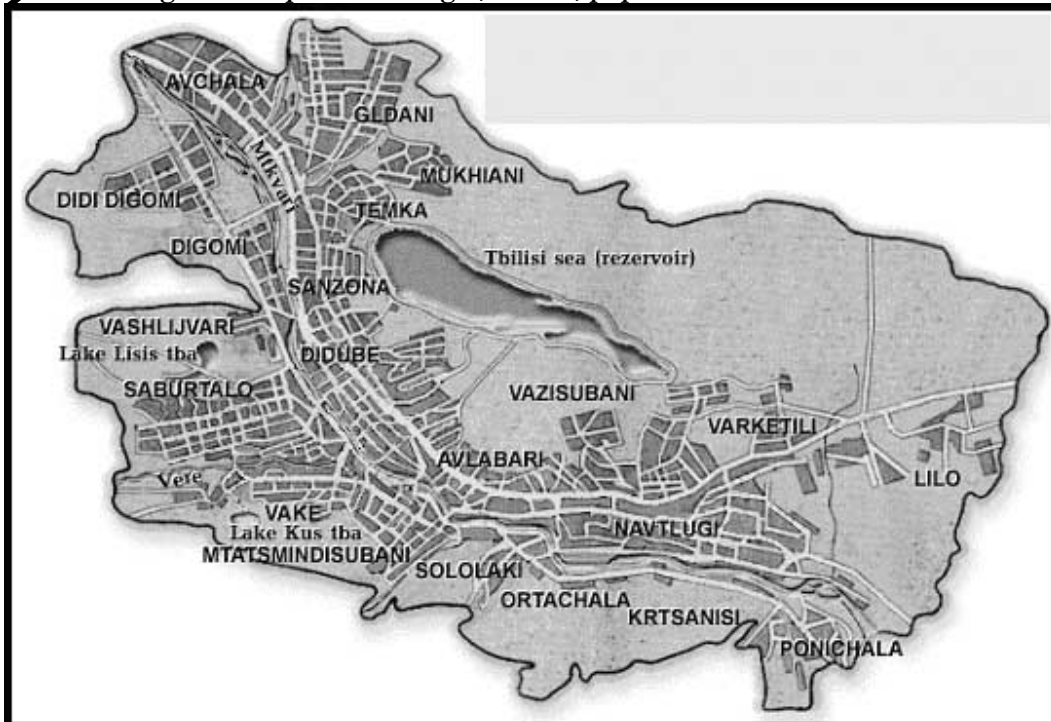 AVCHALA
GLDANI
Mtkvari
MUKHIANI
DIDI DIGOMI
TEMKA
DIGOMI
Tbilisi sea (rezervoir)
SANZONA
VASHLIJVARI
Lake Lisis tba
DIDUBE
SABURTALO
VAZISUBANI
VARKETILI
AVLABARI
LILO
Vere
VAKE
NAVTLUGI
Lake Kus tba
MTATSMINDISUBANI
SOLOLAKI
ORTACHALA
KRTSANISI
PONICHALA